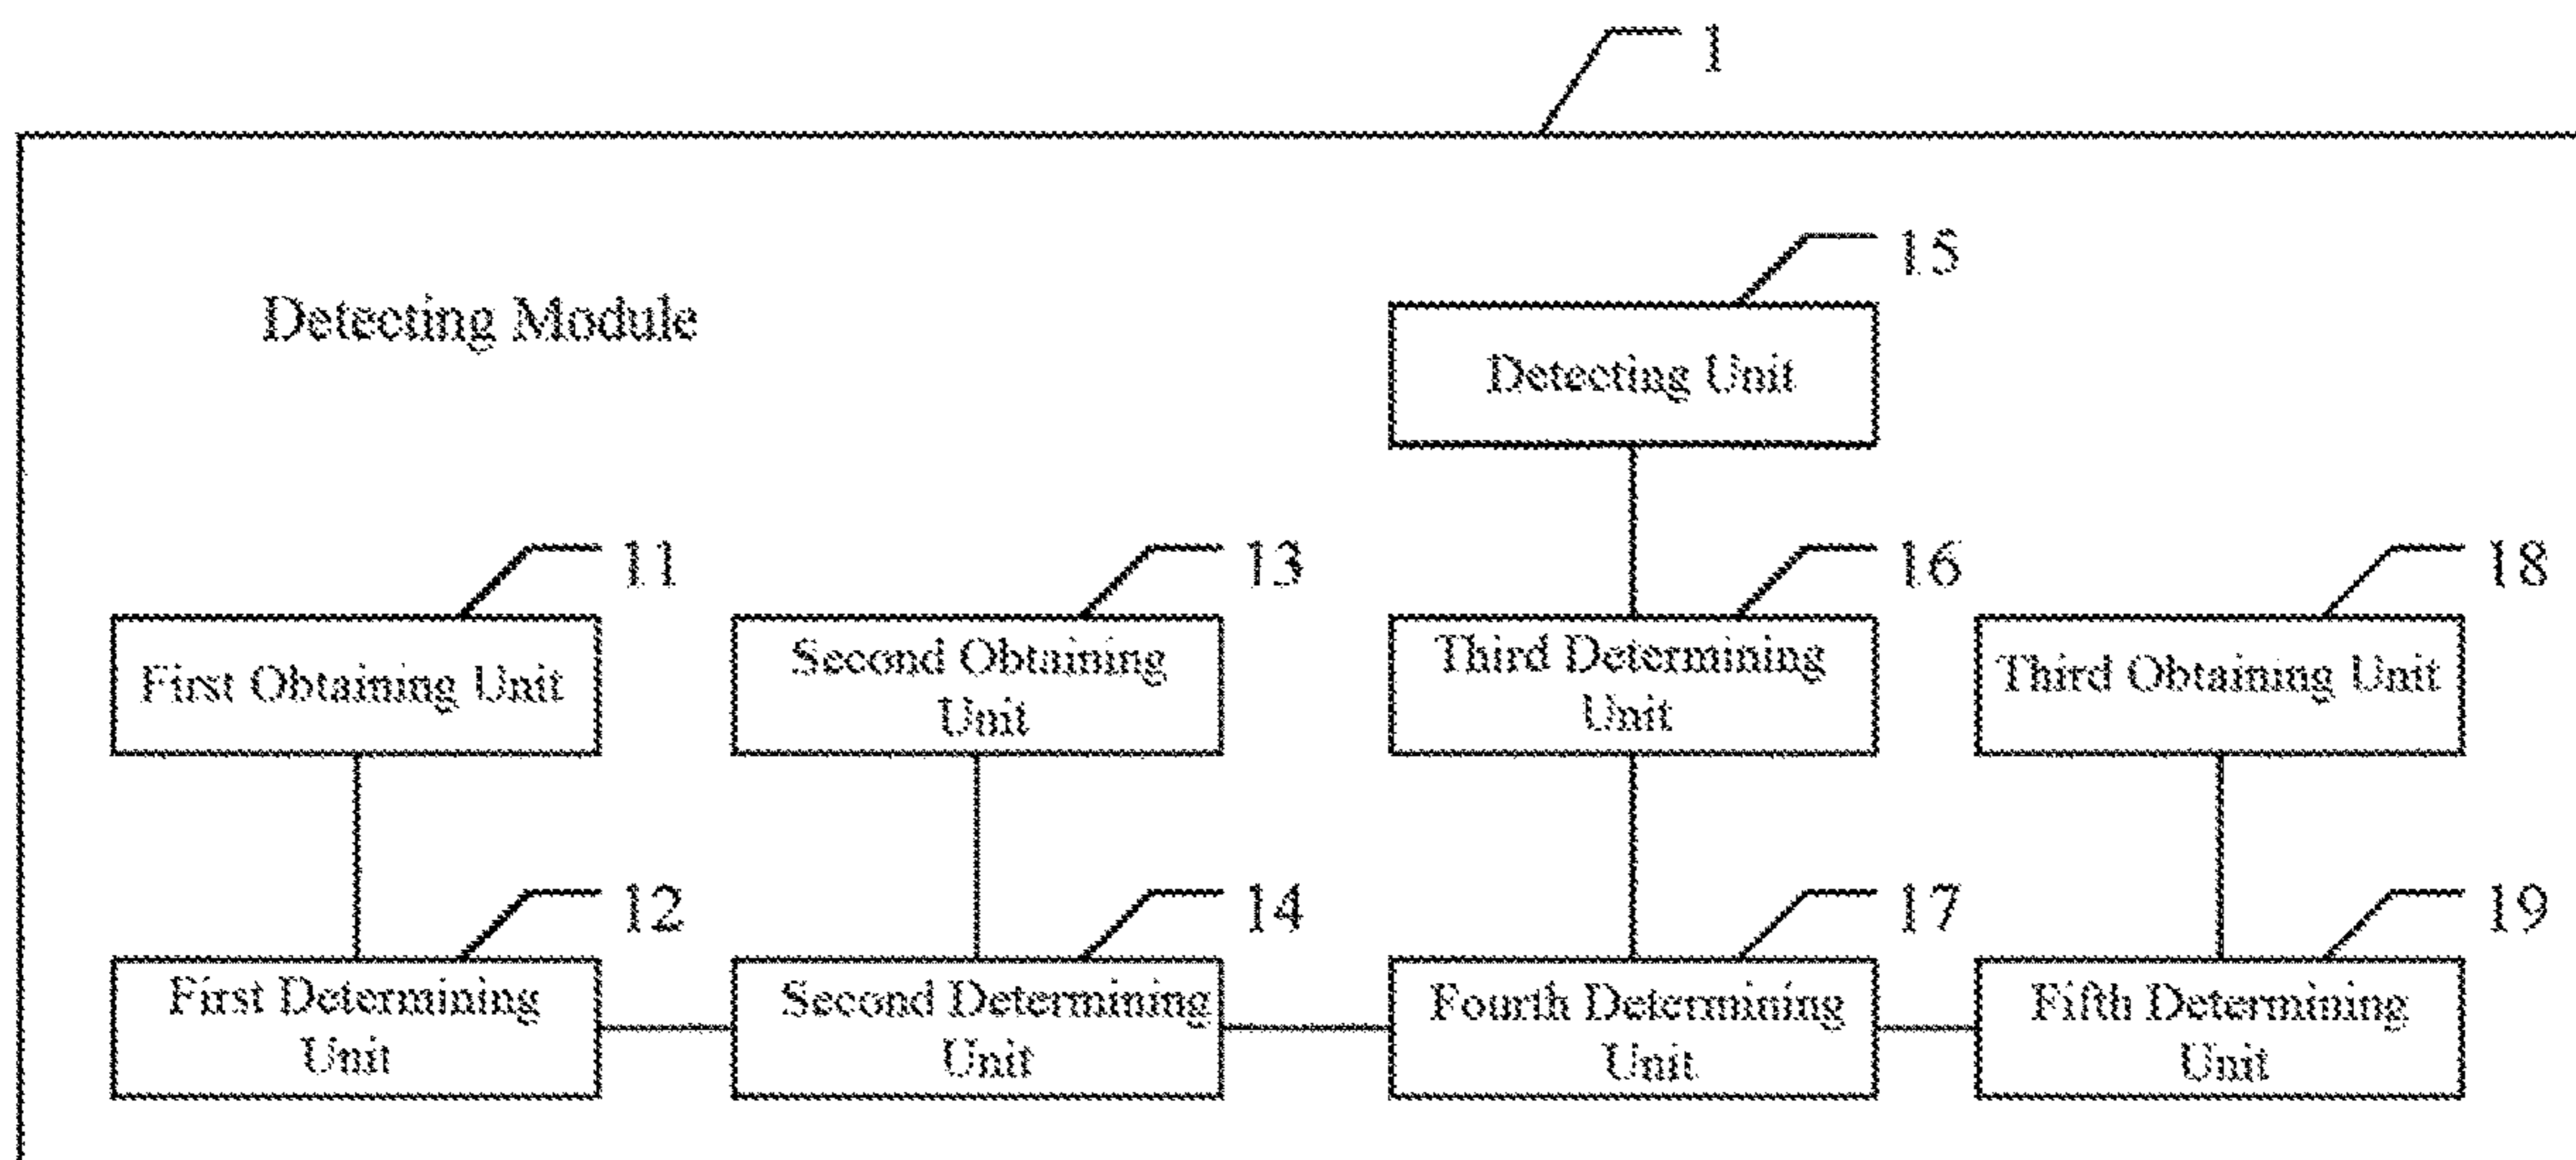 1
15
Detecting Module
Detecting Unit
11
13
16
18
First Obtaining Unit
Second Obtaining
Unit
Third Determining
Unit
Third Obtaining Unit
12
14
17
19
First Determining
Unit
Second Determining
Unit
Fourth Determining
Unit
Fifth Determining
Unit